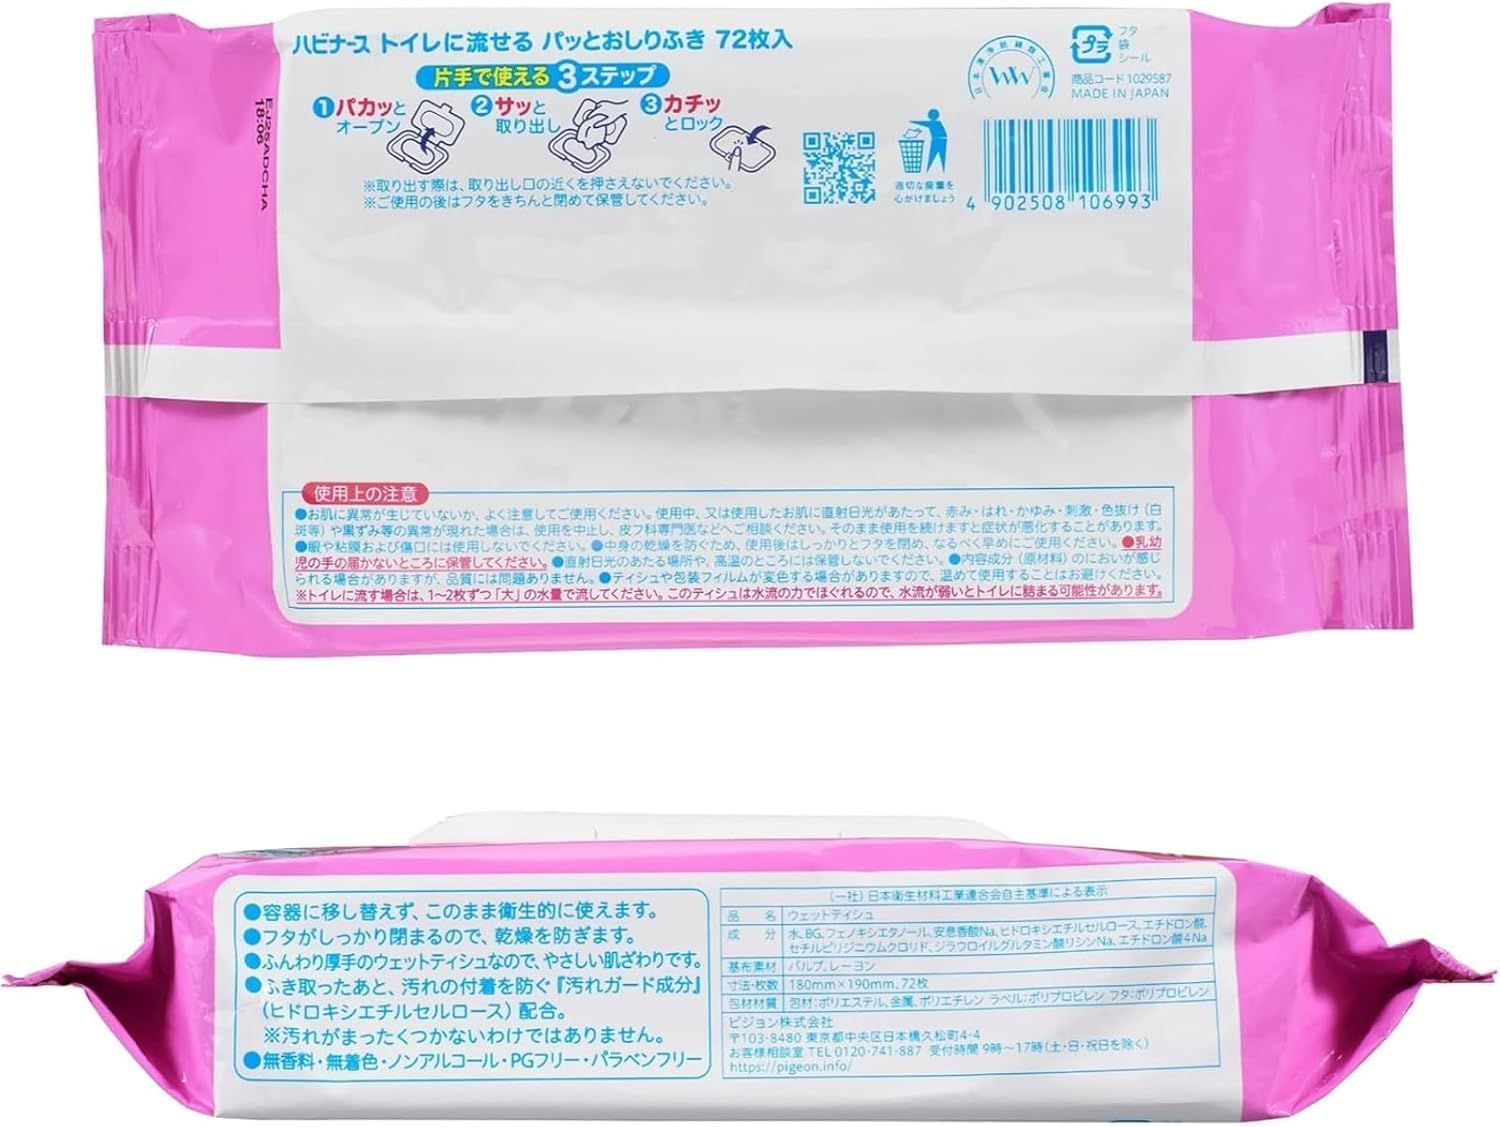 ハビナース トイレに流せる パッとおしりふき 72枚入
片手で使える 3ステップ
1 パカッと オープン
2 サッと 取り出し
3 カチッ とロック
※取り出す際は、取り出し口の近くを押さえないでください。
※ご使用の後はフタをきちんと閉めて保管してください。
EJ25ADCHA
18:06
プラ
フタ
袋
シール
商品コード1029587
MADE IN JAPAN
適切な廃棄を
心がけましょう
4 902508 106993
使用上の注意
●お肌に異常が生じていないか、よく注意してご使用ください。使用中、又は使用したお肌に直射日光があたって、赤み・はれ・かゆみ・刺激・色抜け(白
斑等)や黒ずみ等の異常が現れた場合は、使用を中止し、皮フ科専門医などへご相談ください。そのまま使用を続けますと症状が悪化することがあります。
●眼や粘膜および傷口には使用しないでください。●中身の乾燥を防ぐため、使用後はしっかりとフタを閉め、なるべく早めにご使用ください。●乳幼
児の手の届かないところに保管してください。●直射日光のあたる場所や、高温のところには保管しないでください。●内容成分(原材料)のにおいが感じ
られる場合がありますが、品質には問題ありません。●ティシュや包装フィルムが変色する場合がありますので、温めて使用することはお避けください。
※トイレに流す場合は、1〜2枚ずつ「大」の水量で流してください。このティシュは水流の力でほぐれるので、水流が弱いとトイレに詰まる可能性があります。
●容器に移し替えず、このまま衛生的に使えます。
●フタがしっかり閉まるので、乾燥を防ぎます。
●ふんわり厚手のウェットティシュなので、やさしい肌ざわりです。
●ふき取ったあと、汚れの付着を防ぐ『汚れガード成分』
(ヒドロキシエチルセルロース)配合。
※汚れがまったくつかないわけではありません。
●無香料・無着色・ノンアルコール・PGフリー・パラベンフリー
(一社)日本衛生材料工業連合会自主基準による表示
品 名 ウェットティシュ
成 分 水、BG、フェノキシエタノール、安息香酸Na、ヒドロキシエチルセルロース、エチドロン酸、
セチルピリジニウムクロリド、ジラウロイルグルタミン酸リシンNa、エチドロン酸4Na
基布素材 パルプ、レーヨン
寸法・枚数 180mm×190mm、72枚
包材材質 包材:ポリエステル、金属、ポリエチレン ラベル:ポリプロピレン フタ:ポリプロピレン
ピジョン株式会社
〒103-8480 東京都中央区日本橋久松町4-4
お客様相談室 TEL 0120-741-887 受付時間 9時〜17時(土・日・祝日を除く)
https://pigeon.info/